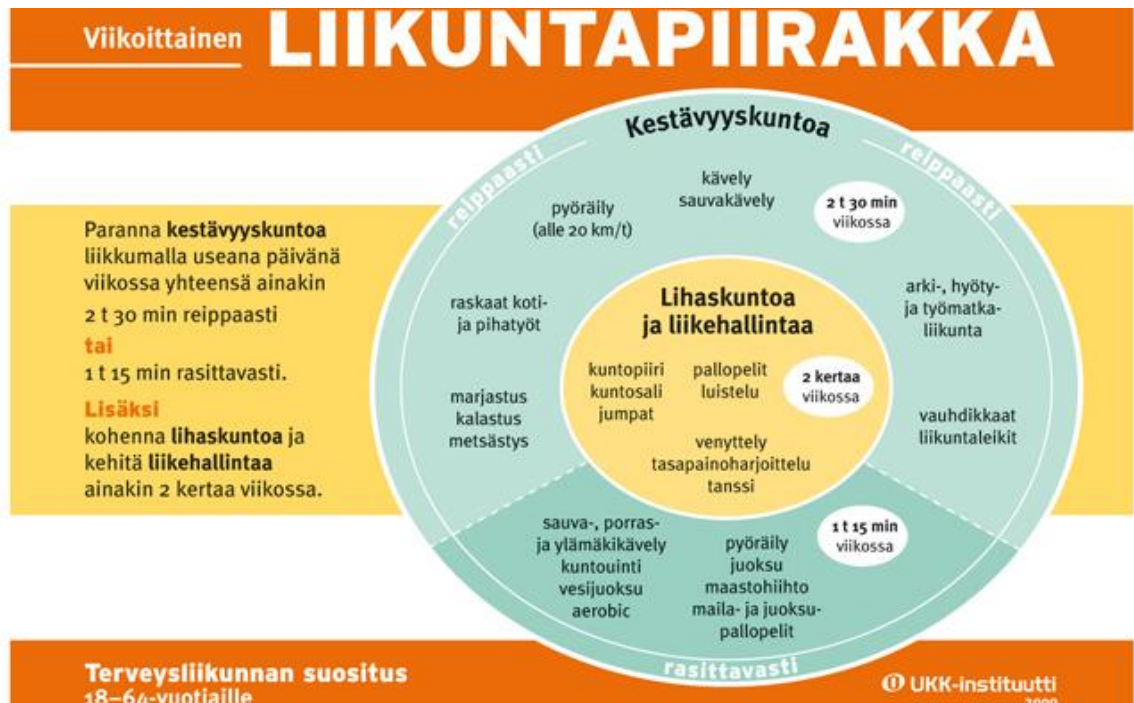 Viikoittainen LIIKUNTAPIIRAKKA
Paranna kestävyyskuntoa
liikkumalla useana päivänä
viikossa yhteensä ainakin
2 t 30 min reippaasti
tai
1 t 15 min rasittavasti.
Lisäksi
kohenna lihaskuntoa ja
kehitä liikehallintaa
ainakin 2 kertaa viikossa.
Kestävyyskuntoa
reippaasti
reippaasti
kävely
sauvakävely
2 t 30 min
viikossa
pyöräily
(alle 20 km/t)
raskaat koti-
ja pihatyöt
arki-, hyöty-
ja työmatka-
liikunta
marjastus
kalastus
metsästys
vauhdikkaat
liikuntaleikit
Lihaskuntoa
ja liikehallintaa
kuntopiiri
kuntosali
jumpat
pallopelit
luistelu
2 kertaa
viikossa
venyttely
tasapainoharjoittelu
tanssi
sauva-, porras-
ja ylämäkikävely
kuntouinti
vesijuoksu
aerobic
pyöräily
juoksu
maastohiihto
maila- ja juoksu-
pallopelit
1 t 15 min
viikossa
rasittavasti
Terveysliikunnan suositus
18–64-vuotiaille
UKK-instituutti
2009